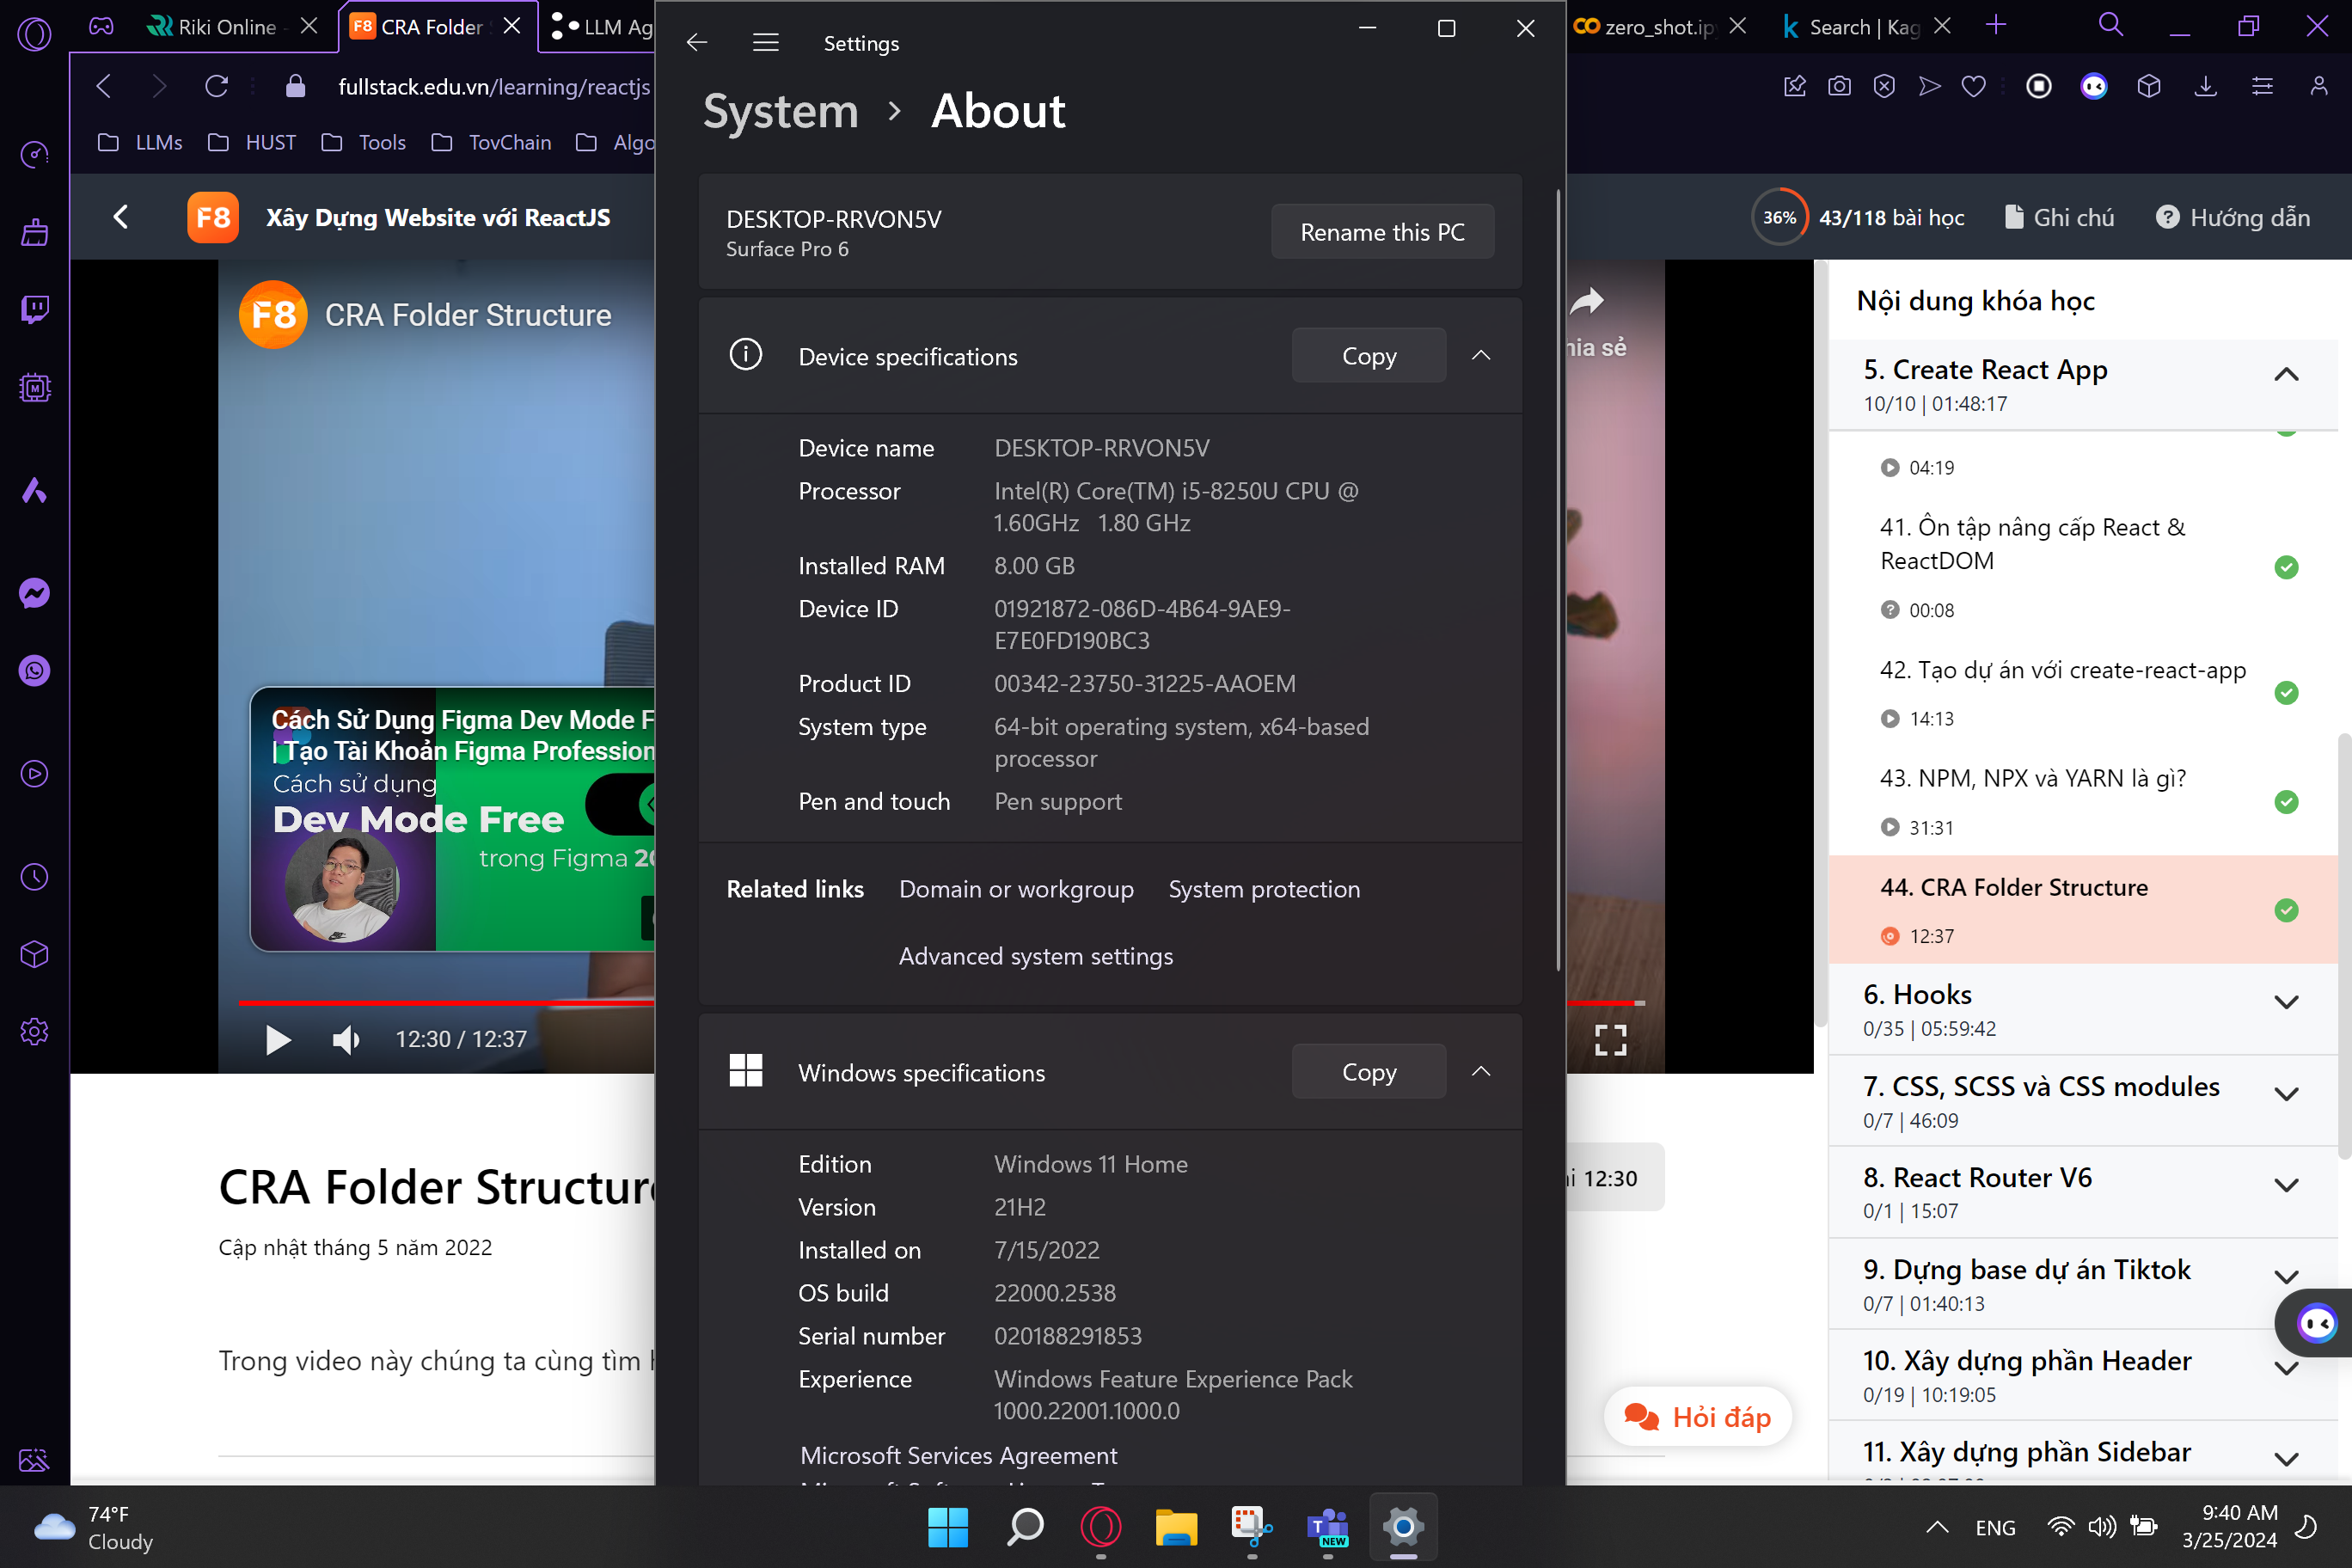 Riki Online -
CRA Folder
LLM Ag
Settings
zero_shot.ip
Search | Kag
fullstack.edu.vn/learning/reactjs
LLMs
HUST
Tools
TovChain
Algo
F8
Xây Dựng Website với ReactJS
36%
43/118 bài học
Ghi chú
Hướng dẫn
F8
CRA Folder Structure
hia sẻ
Cách Sử Dụng Figma Dev Mode F
| Tạo Tài Khoản Figma Profession
Cách sử dụng
Dev Mode Free
trong Figma 20
12:30 / 12:37
CRA Folder Structure
i 12:30
Cập nhật tháng 5 năm 2022
Trong video này chúng ta cùng tìm h
Hỏi đáp
System > About
DESKTOP-RRVON5V
Surface Pro 6
Rename this PC
Device specifications
Copy
Device name DESKTOP-RRVON5V
Processor Intel(R) Core(TM) i5-8250U CPU @
1.60GHz 1.80 GHz
Installed RAM 8.00 GB
Device ID 01921872-086D-4B64-9AE9-
E7E0FD190BC3
Product ID 00342-23750-31225-AAOEM
System type 64-bit operating system, x64-based
processor
Pen and touch Pen support
Related links Domain or workgroup System protection
Advanced system settings
Windows specifications
Copy
Edition Windows 11 Home
Version 21H2
Installed on 7/15/2022
OS build 22000.2538
Serial number 020188291853
Experience Windows Feature Experience Pack
1000.22001.1000.0
Microsoft Services Agreement
Nội dung khóa học
5. Create React App
10/10 | 01:48:17
04:19
41. Ôn tập nâng cấp React &
ReactDOM
00:08
42. Tạo dự án với create-react-app
14:13
43. NPM, NPX và YARN là gì?
31:31
44. CRA Folder Structure
12:37
6. Hooks
0/35 | 05:59:42
7. CSS, SCSS và CSS modules
0/7 | 46:09
8. React Router V6
0/1 | 15:07
9. Dựng base dự án Tiktok
0/7 | 01:40:13
10. Xây dựng phần Header
0/19 | 10:19:05
11. Xây dựng phần Sidebar
74°F
Cloudy
NEW
ENG
9:40 AM
3/25/2024